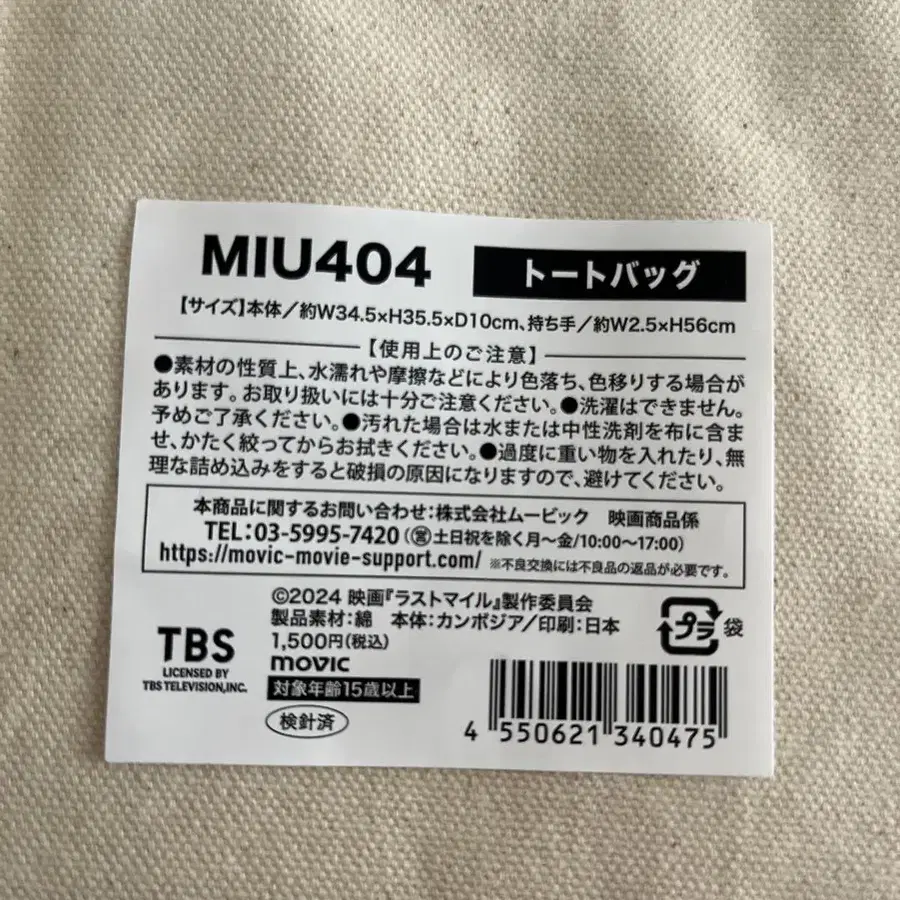 MIU404 トートバッグ
【サイズ】本体／約W34.5×H35.5×D10cm、持ち手／約W2.5×H56cm
【使用上のご注意】
●素材の性質上、水濡れや摩擦などにより色落ち、色移りする場合が
あります。お取り扱いには十分ご注意ください。●洗濯はできません。
予めご了承ください。●汚れた場合は水または中性洗剤を布に含ま
せ、かたく絞ってからお拭きください。●過度に重い物を入れたり、無
理な詰め込みをすると破損の原因になりますので、避けてください。
本商品に関するお問い合わせ：株式会社ムービック 映画商品係
TEL：03-5995-7420（㊡土日祝を除く月〜金/10:00〜17:00）
https://movic-movie-support.com/ ※不良交換には不良品の返品が必要です。
©2024 映画『ラストマイル』製作委員会
製品素材：綿 本体：カンボジア/印刷：日本
1,500円（税込）
movic
対象年齢15歳以上
検針済
TBS
LICENSED BY
TBS TELEVISION,INC.
プラ 袋
4 550621 340475